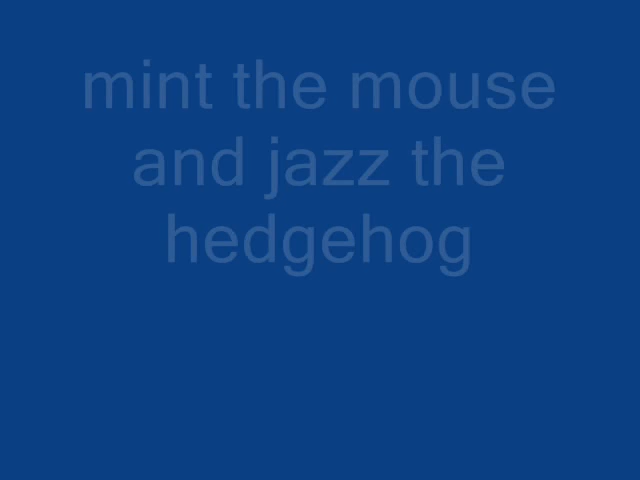 mint the mouse
and jazz the
hedgehog